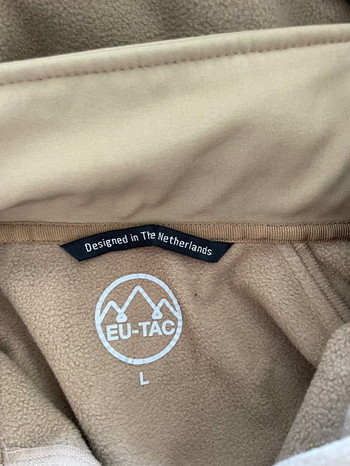 Designed in The Netherlands
EU-TAC
L